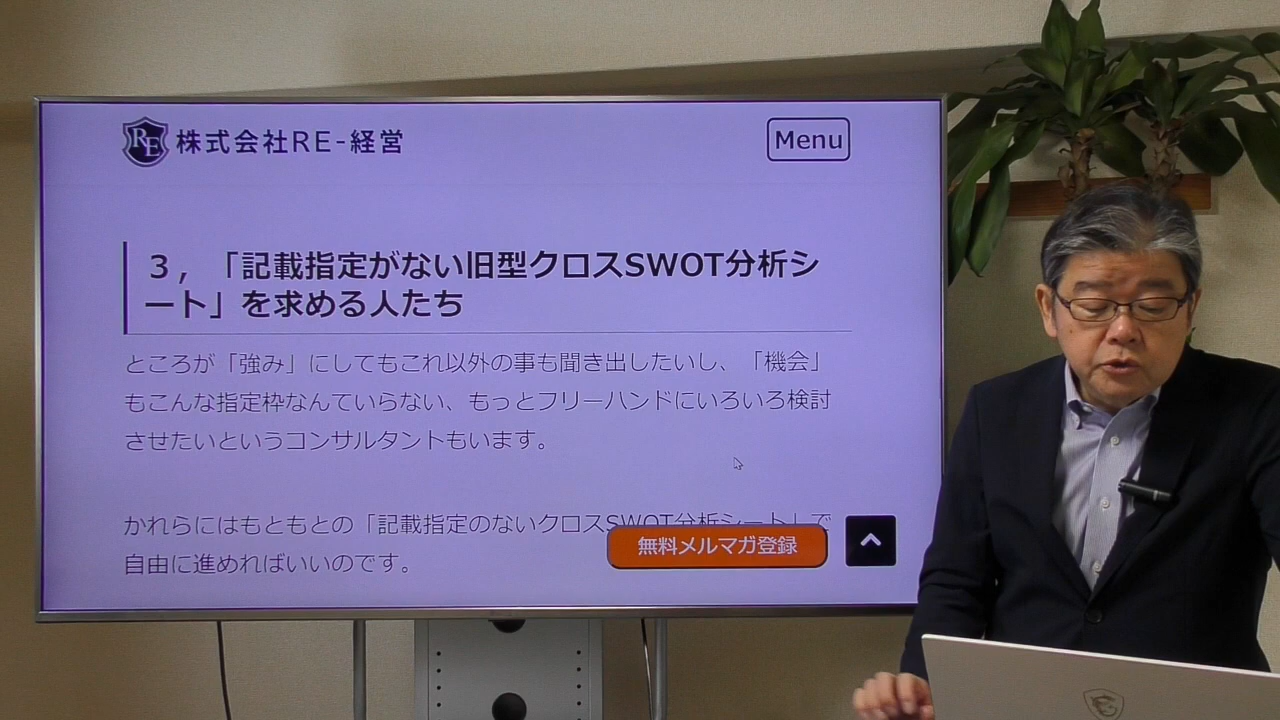 RE 株式会社RE-経営
Menu
３，「記載指定がない旧型クロスSWOT分析シ
ート」を求める人たち
ところが「強み」にしてもこれ以外の事も聞き出したいし、「機会」
もこんな指定枠なんていらない、もっとフリーハンドにいろいろ検討
させたいというコンサルタントもいます。
かれらにはもともとの「記載指定のないクロスSWOT分析シート」で
自由に進めればいいのです。
無料メルマガ登録